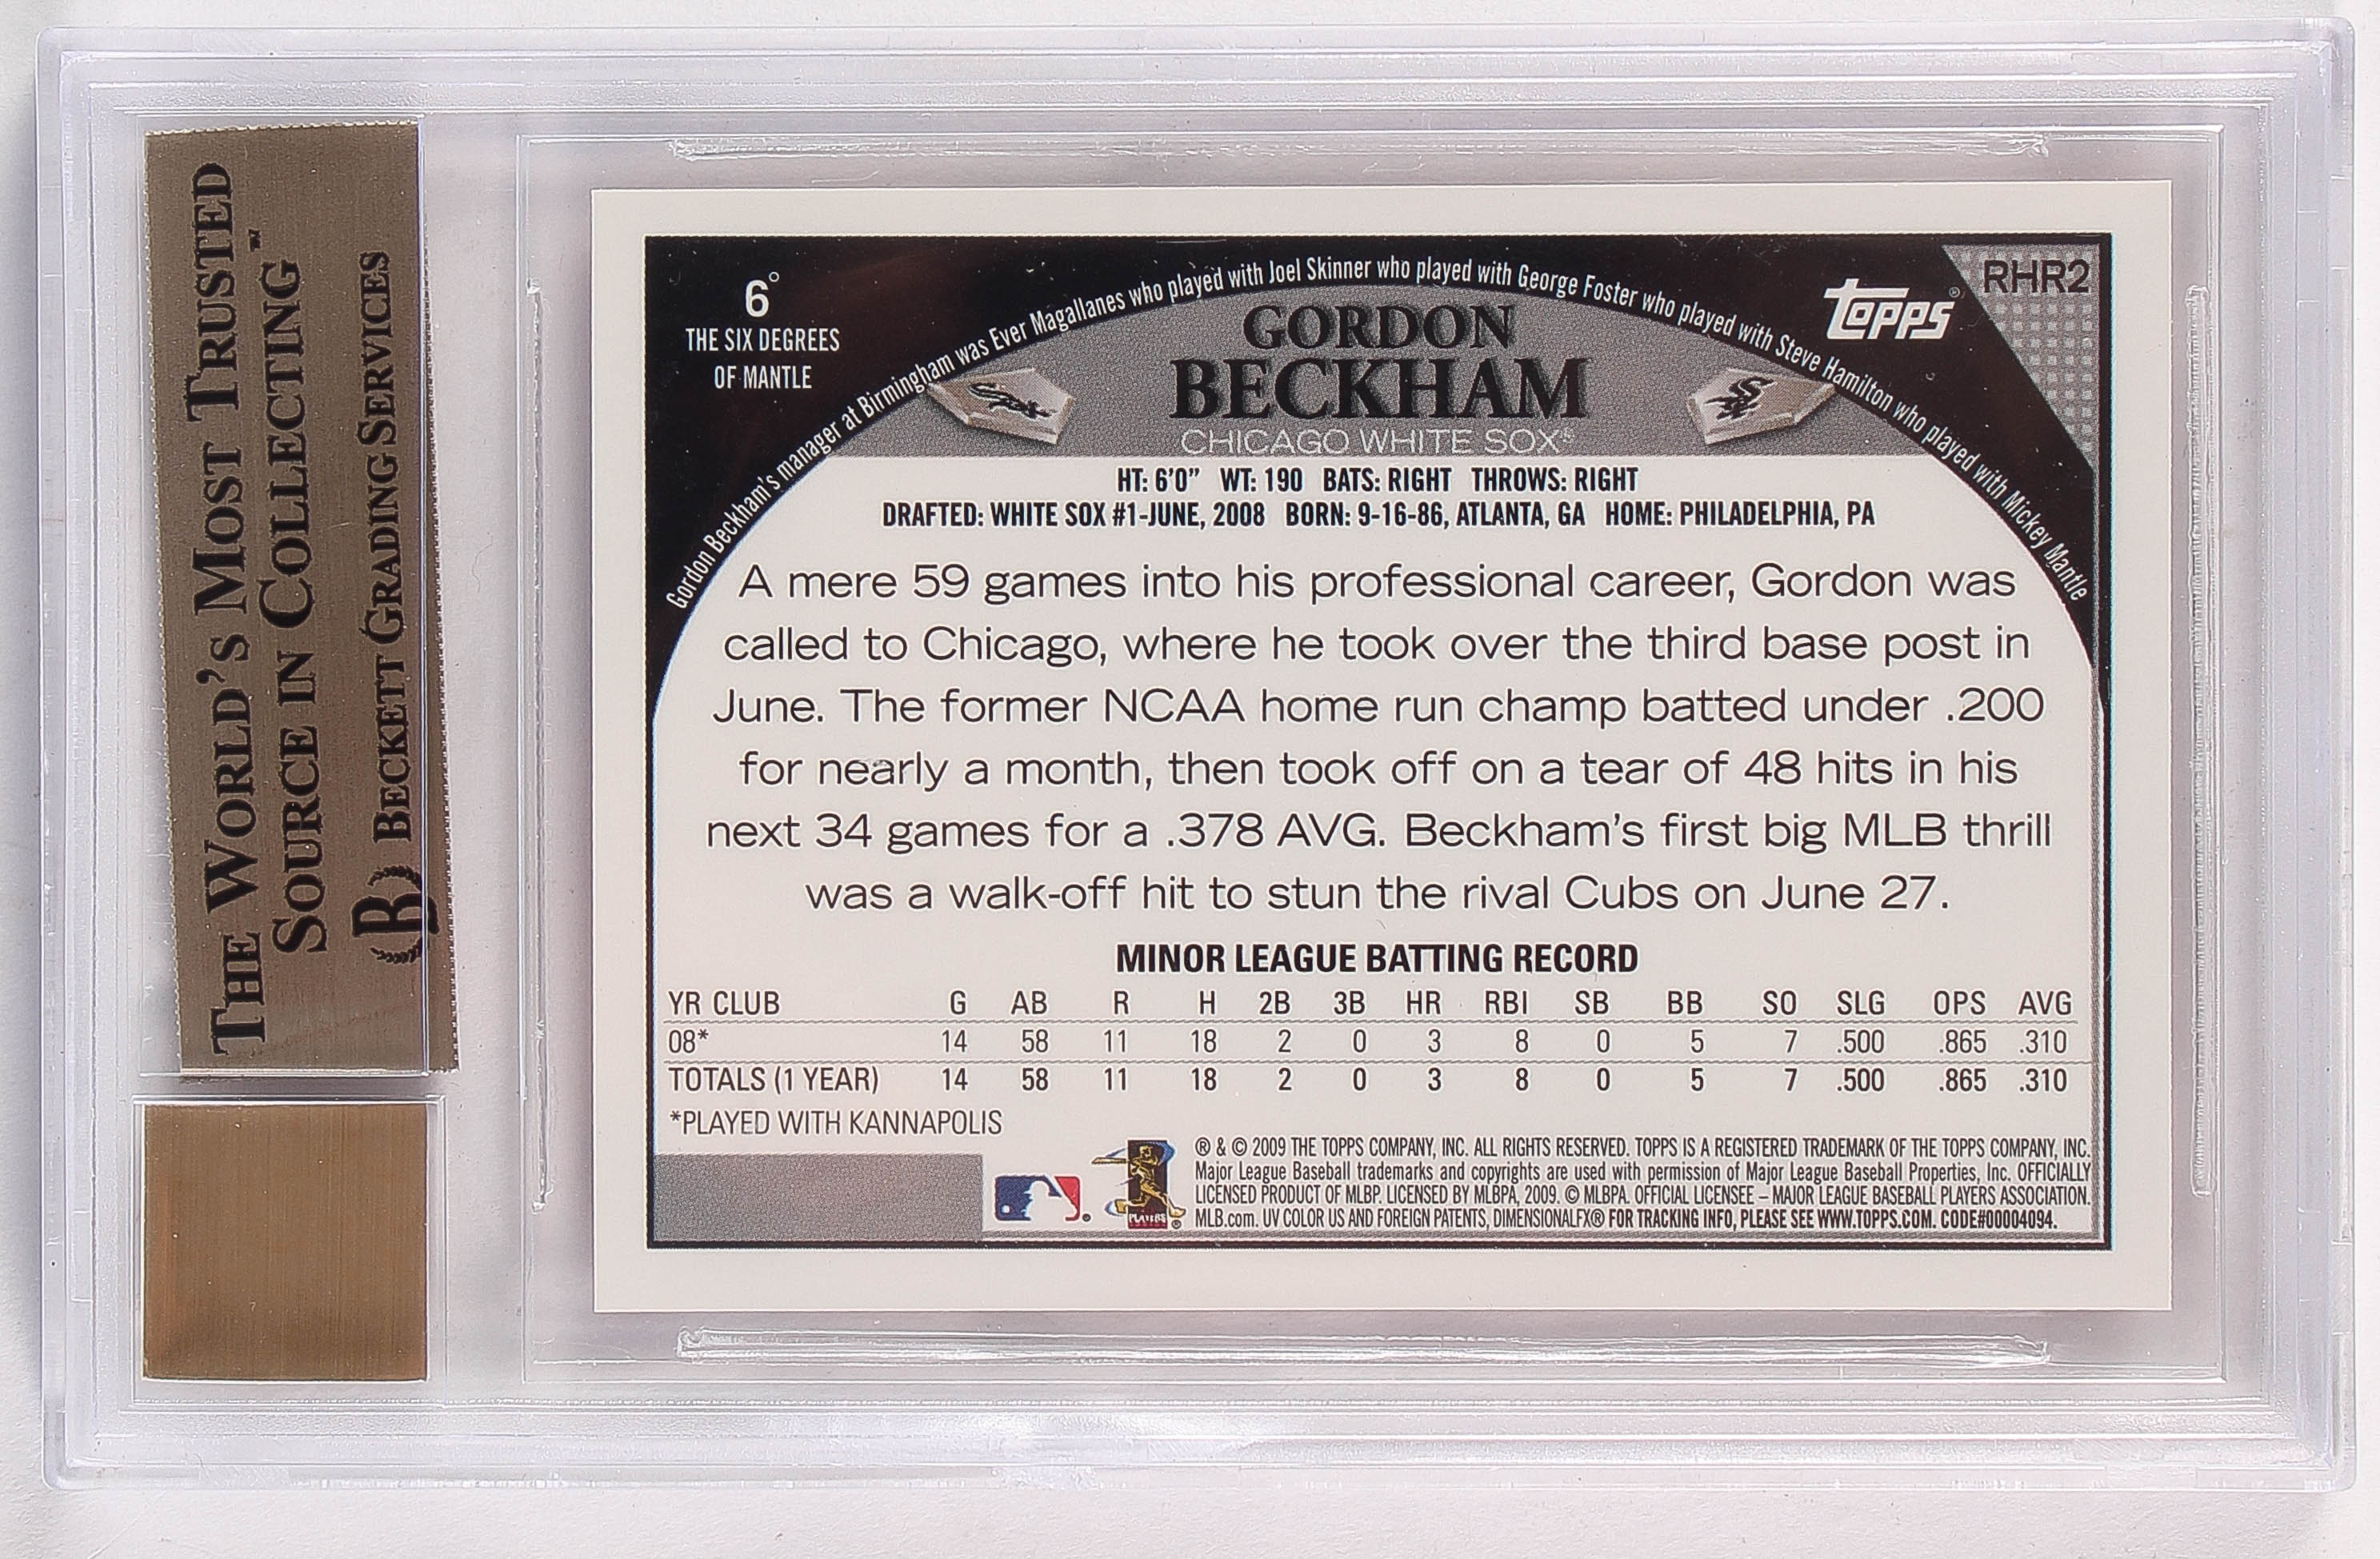 THE WORLD'S MOST TRUSTED
SOURCE IN COLLECTING™
B BECKETT GRADING SERVICES
6°
THE SIX DEGREES
OF MANTLE
Gordon Beckham's manager at Birmingham was Ever Magallanes who played with Joel Skinner who played with George Foster who played with Steve Hamilton who played with Mickey Mantle
topps®
RHR2
GORDON
BECKHAM
CHICAGO WHITE SOX®
Sox
HT: 6'0” WT: 190 BATS: RIGHT THROWS: RIGHT
DRAFTED: WHITE SOX #1-JUNE, 2008 BORN: 9-16-86, ATLANTA, GA HOME: PHILADELPHIA, PA
A mere 59 games into his professional career, Gordon was
called to Chicago, where he took over the third base post in
June. The former NCAA home run champ batted under .200
for nearly a month, then took off on a tear of 48 hits in his
next 34 games for a .378 AVG. Beckham's first big MLB thrill
was a walk-off hit to stun the rival Cubs on June 27.
MINOR LEAGUE BATTING RECORD
YR CLUB G AB R H 2B 3B HR RBI SB BB SO SLG OPS AVG
08* 14 58 11 18 2 0 3 8 0 5 7 .500 .865 .310
TOTALS (1 YEAR) 14 58 11 18 2 0 3 8 0 5 7 .500 .865 .310
*PLAYED WITH KANNAPOLIS
PLAYERS ®
® & © 2009 THE TOPPS COMPANY, INC. ALL RIGHTS RESERVED. TOPPS IS A REGISTERED TRADEMARK OF THE TOPPS COMPANY, INC.
Major League Baseball trademarks and copyrights are used with permission of Major League Baseball Properties, Inc. OFFICIALLY
LICENSED PRODUCT OF MLBP. LICENSED BY MLBPA, 2009. © MLBPA. OFFICIAL LICENSEE – MAJOR LEAGUE BASEBALL PLAYERS ASSOCIATION.
MLB.com. UV COLOR US AND FOREIGN PATENTS, DIMENSIONALFX® FOR TRACKING INFO, PLEASE SEE WWW.TOPPS.COM. CODE#00004094.